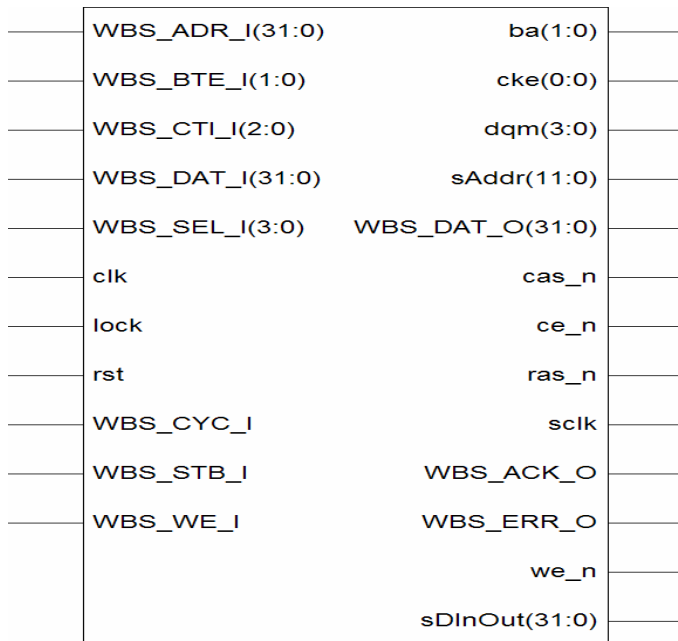 WBS_ADR_I(31:0) ba(1:0)
WBS_BTE_I(1:0) cke(0:0)
WBS_CTI_I(2:0) dqm(3:0)
WBS_DAT_I(31:0) sAddr(11:0)
WBS_SEL_I(3:0) WBS_DAT_O(31:0)
clk cas_n
lock ce_n
rst ras_n
WBS_CYC_I sclk
WBS_STB_I WBS_ACK_O
WBS_WE_I WBS_ERR_O
we_n
sDInOut(31:0)